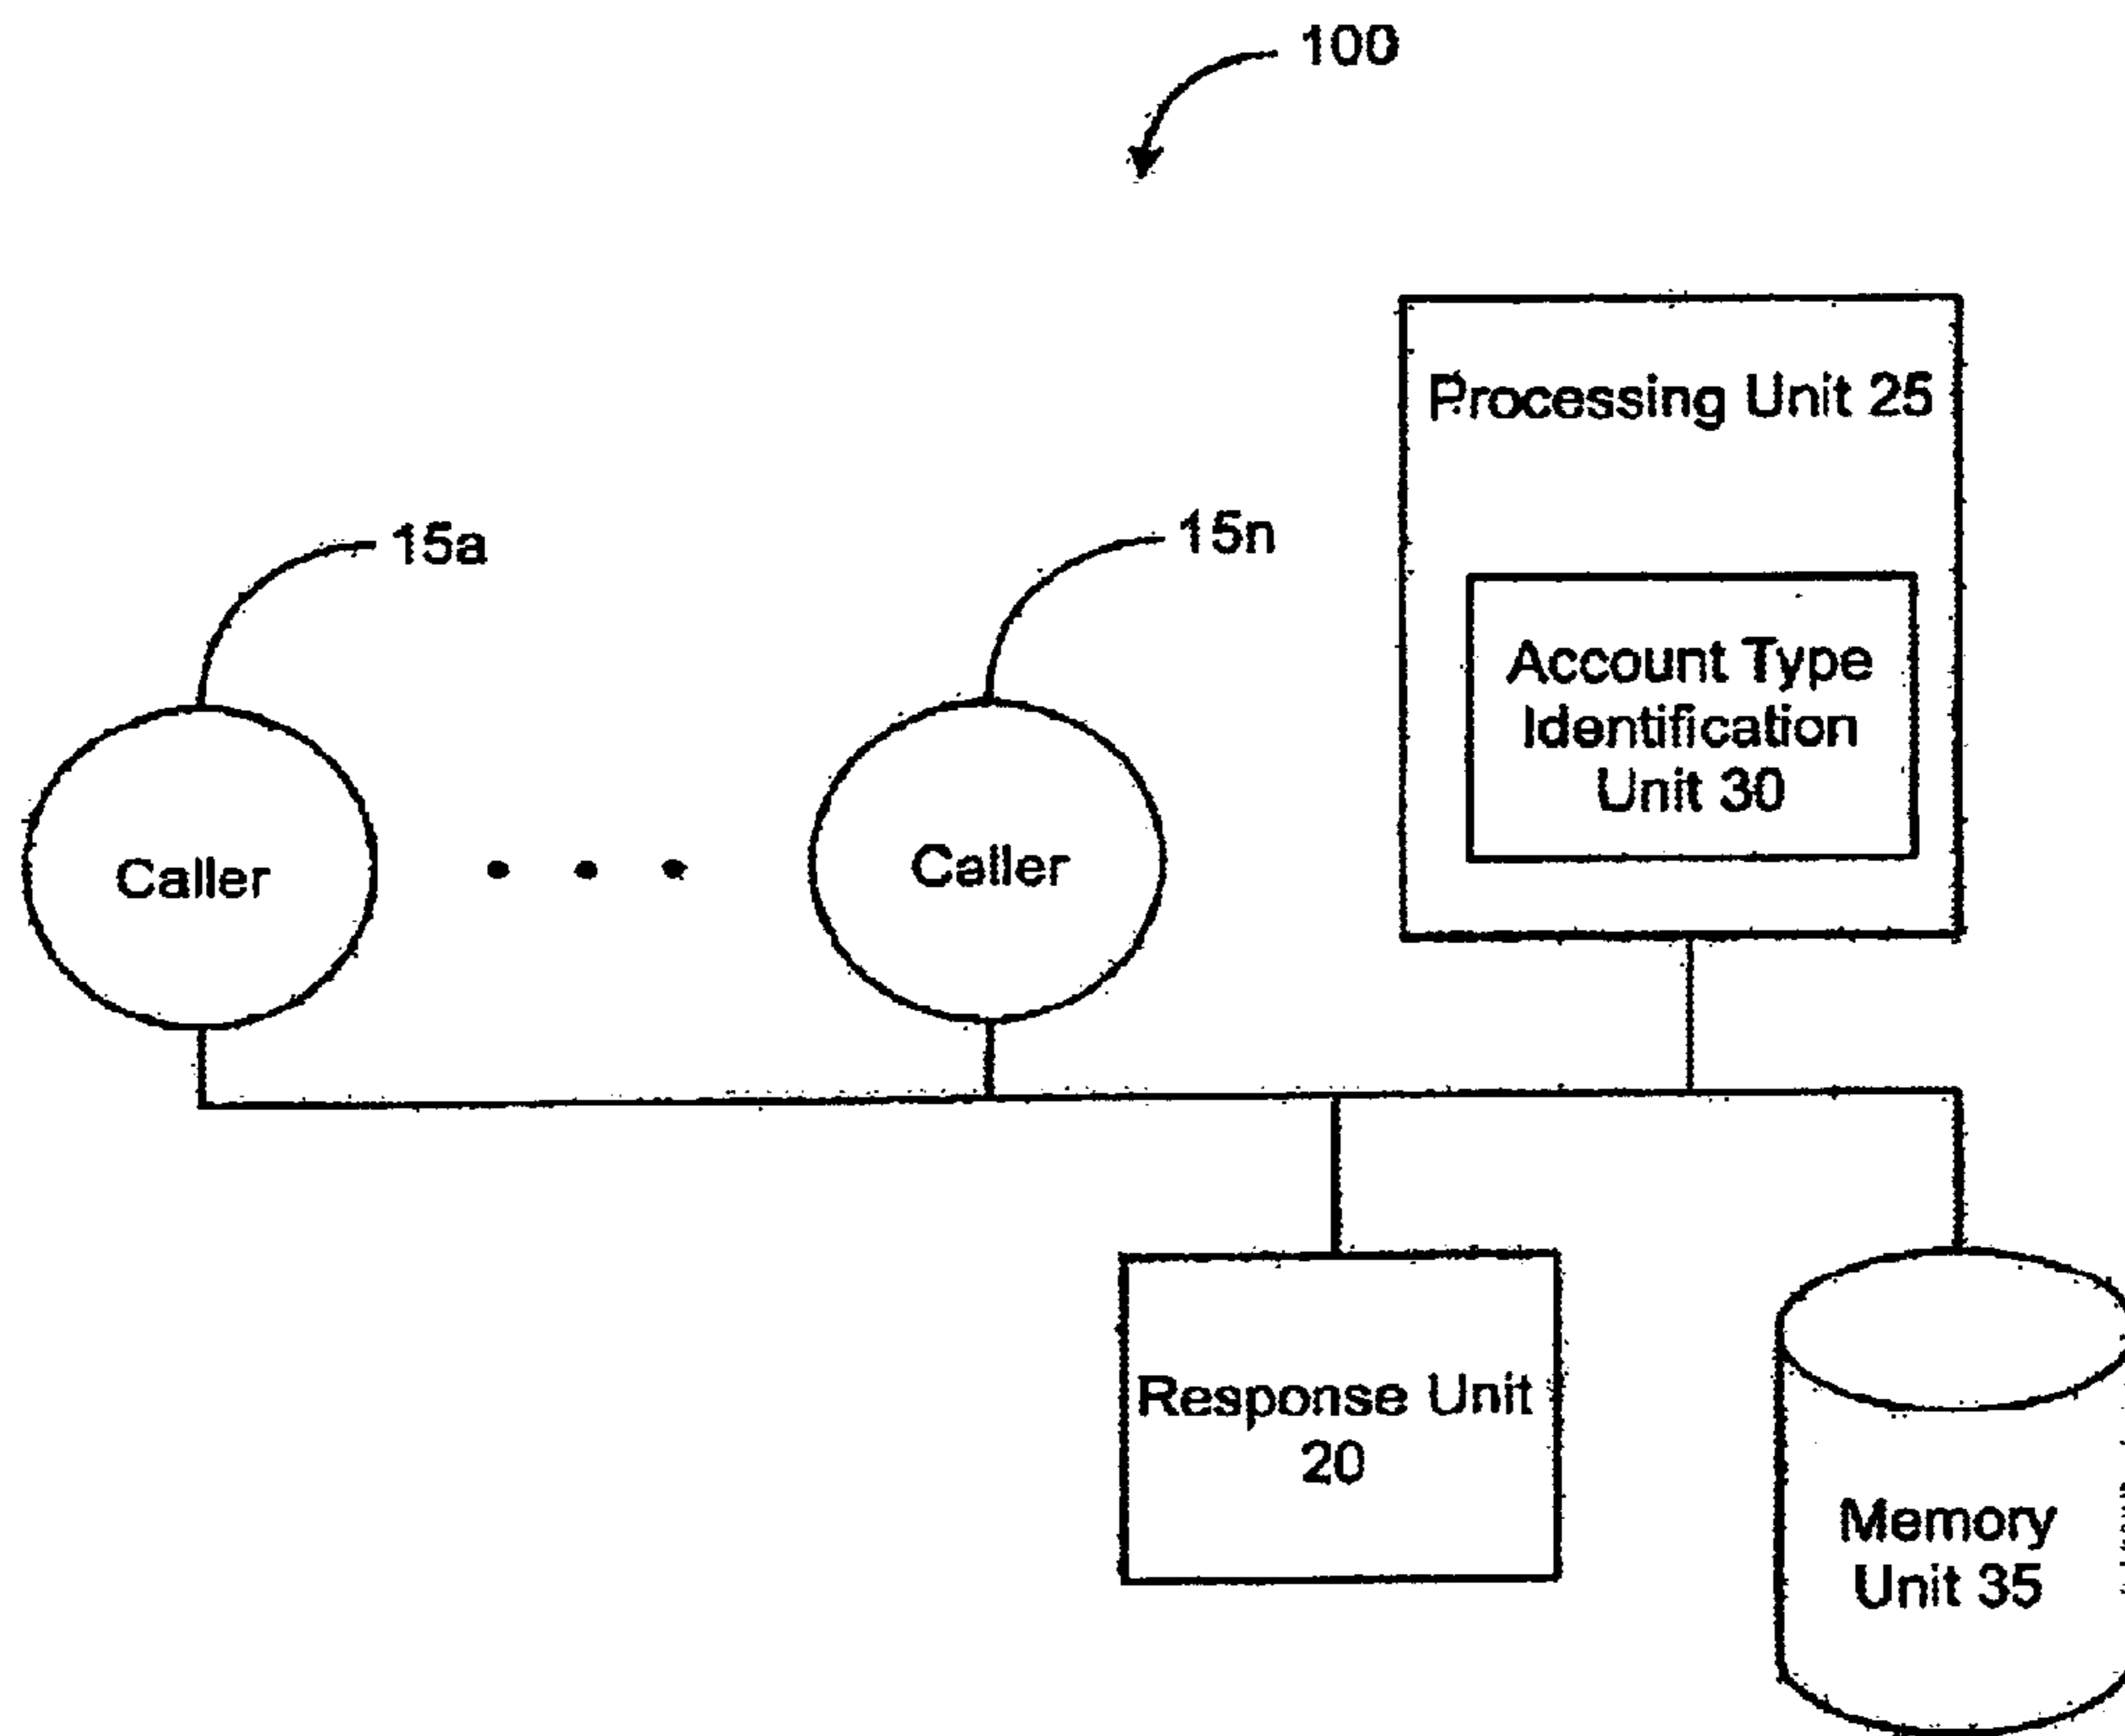 100
Processing Unit 25
15a
15n
Account Type
Identification
Unit 30
Caller
Caller
Response Unit
20
Memory
Unit 35